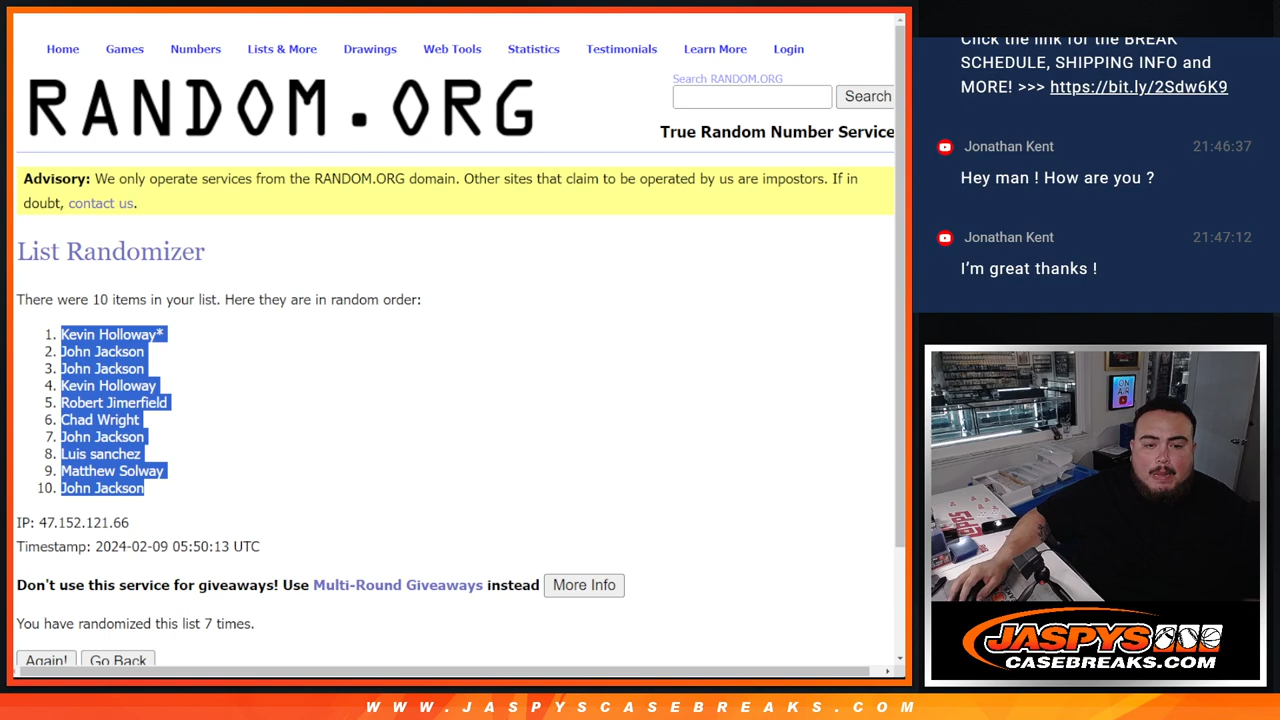 Home Games Numbers Lists & More Drawings Web Tools Statistics Testimonials Learn More Login
RANDOM.ORG
Search RANDOM.ORG
Search
True Random Number Service
Advisory: We only operate services from the RANDOM.ORG domain. Other sites that claim to be operated by us are impostors. If in
doubt, contact us.
List Randomizer
There were 10 items in your list. Here they are in random order:
1. Kevin Holloway*
2. John Jackson
3. John Jackson
4. Kevin Holloway
5. Robert Jimerfield
6. Chad Wright
7. John Jackson
8. Luis sanchez
9. Matthew Solway
10. John Jackson
IP: 47.152.121.66
Timestamp: 2024-02-09 05:50:13 UTC
Don't use this service for giveaways! Use Multi-Round Giveaways instead More Info
You have randomized this list 7 times.
Again! Go Back
Click the link for the BREAK
SCHEDULE, SHIPPING INFO and
MORE! >>> https://bit.ly/2Sdw6K9
Jonathan Kent 21:46:37
Hey man ! How are you ?
Jonathan Kent 21:47:12
I'm great thanks !
ON
AIR
topps
JASPYS
CASEBREAKS.COM
WWW.JASPYSCASEBREAKS.COM